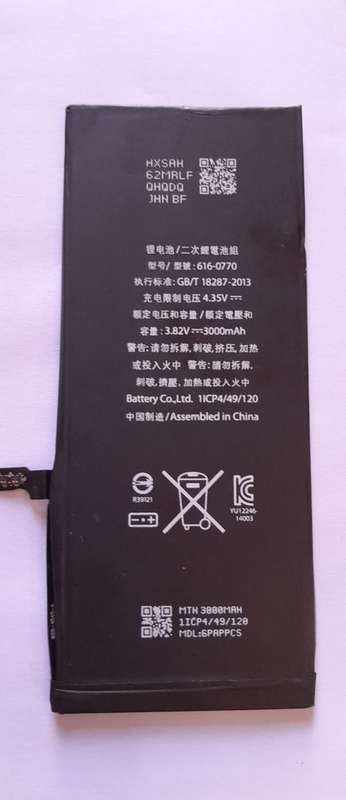 HXSAH
62MRLF
QHQDQ
JHN BF
锂电池/二次鋰電池組
型号/型號:616-0770
执行标准:GB/T 18287-2013
充电限制电压 4.35V⎓
额定电压和容量/額定電壓和
容量:3.82V⎓3000mAh
警告:请勿拆解,刺破,挤压,加热
或投入火中 警告:請勿拆解,
刺破,擠壓,加熱或投入火中
Battery Co.,Ltd. 1ICP4/49/120
中国制造/Assembled in China
R39121
YU12246-
14003
MTN 3000MAH
1ICP4/49/120
MDL:6PAPPCS